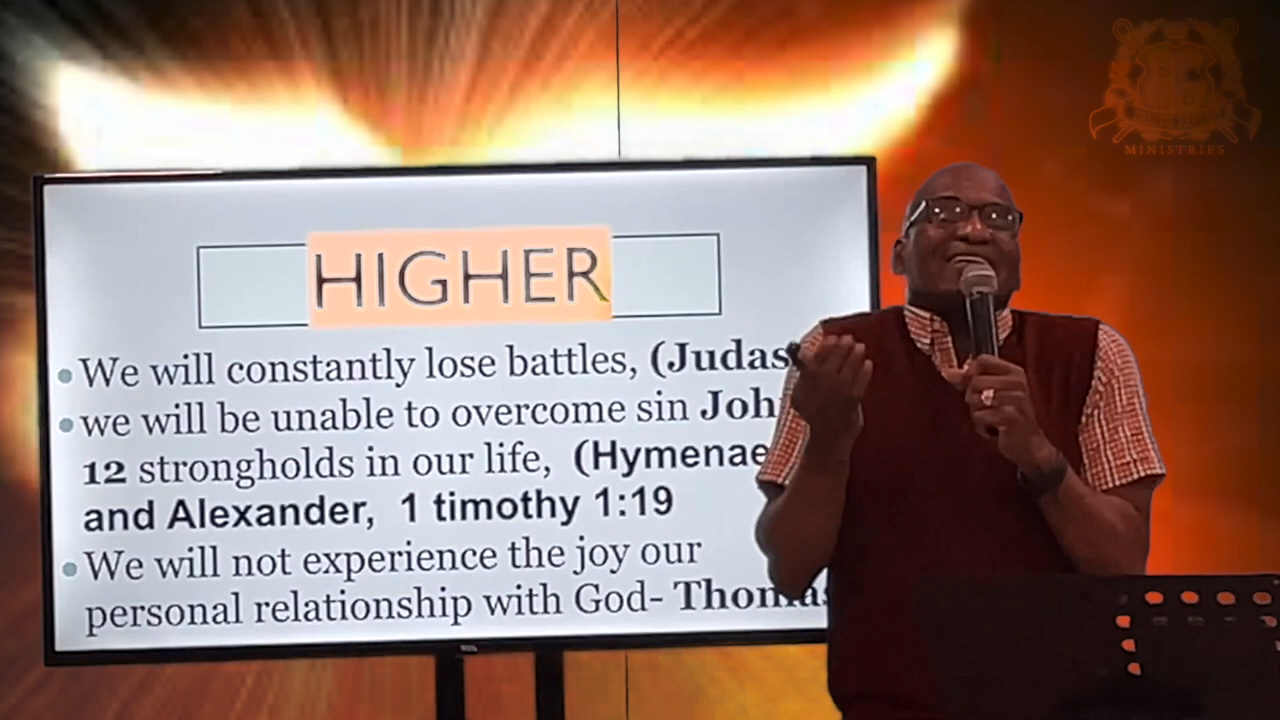 HIGHER
We will constantly lose battles, (Judas
we will be unable to overcome sin Joh
12 strongholds in our life, (Hymenae
and Alexander, 1 timothy 1:19
We will not experience the joy our
personal relationship with God- Thomas
MINISTRIES